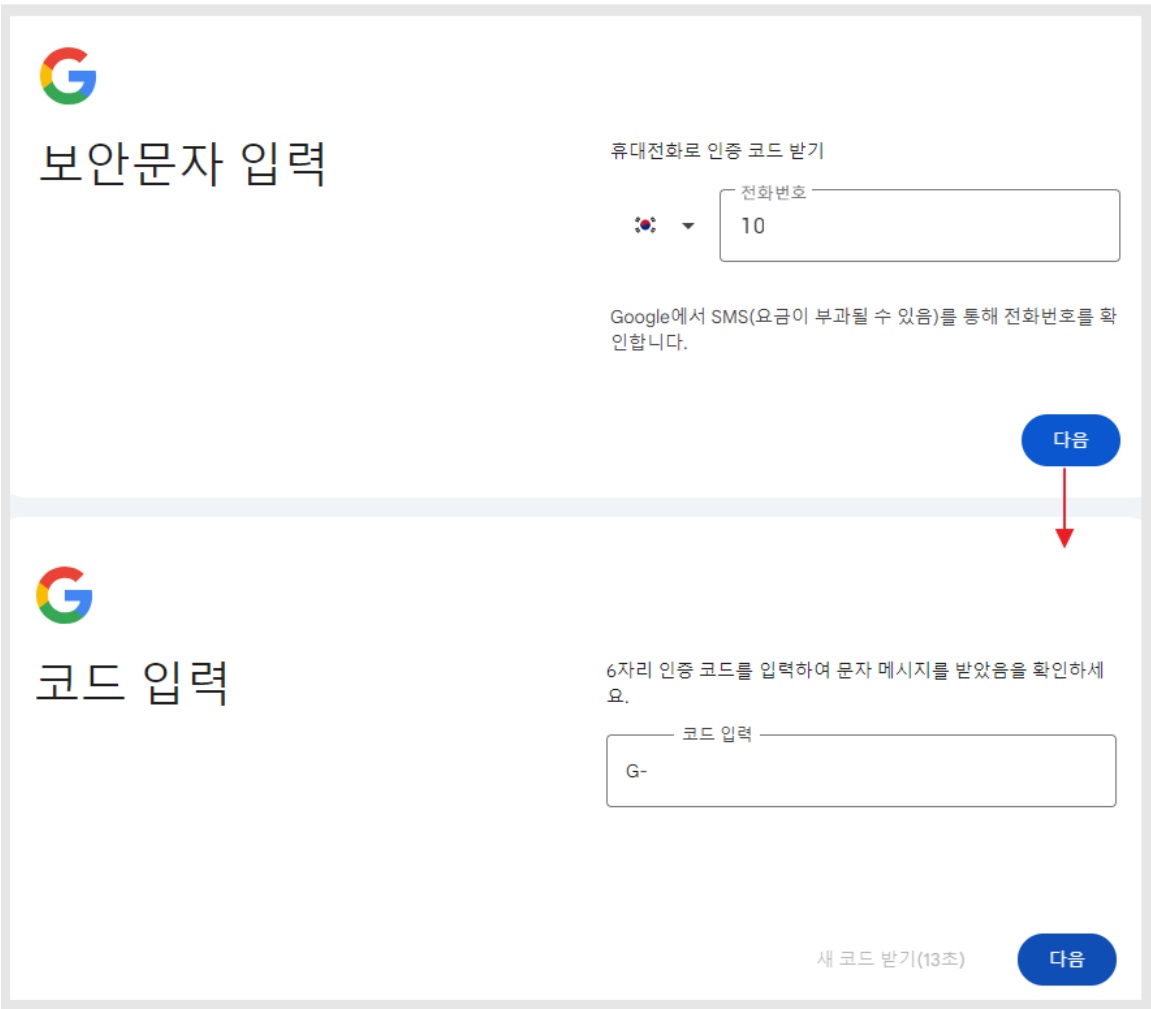 보안문자 입력
휴대전화로 인증 코드 받기
전화번호
10
Google에서 SMS(요금이 부과될 수 있음)를 통해 전화번호를 확
인합니다.
다음
코드 입력
6자리 인증 코드를 입력하여 문자 메시지를 받았음을 확인하세
요.
코드 입력
G-
새 코드 받기(13초)
다음